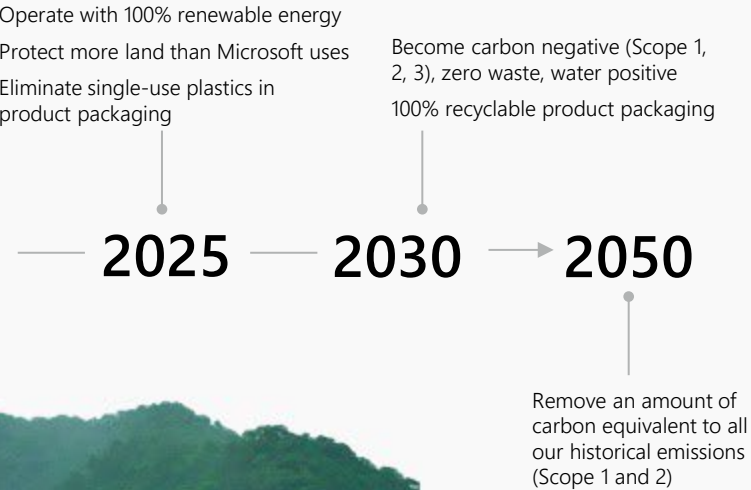 Operate with 100% renewable energy
Protect more land than Microsoft uses
Eliminate single-use plastics in
product packaging
Become carbon negative (Scope 1,
2, 3), zero waste, water positive
100% recyclable product packaging
2025
2030
2050
Remove an amount of
carbon equivalent to all
our historical emissions
(Scope 1 and 2)